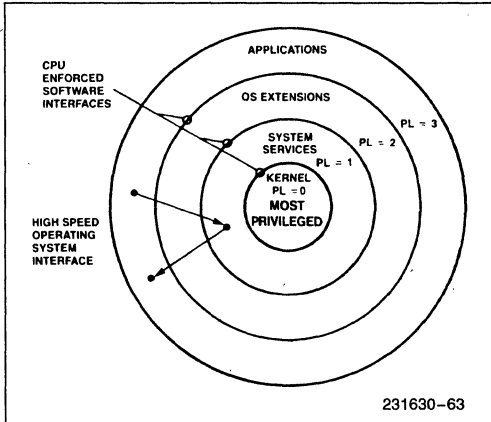 APPLICATIONS
CPU
ENFORCED
SOFTWARE
INTERFACES
OS EXTENSIONS
PL = 3
SYSTEM
SERVICES
PL = 2
PL = 1
KERNEL
PL = 0
MOST
PRIVILEGED
HIGH SPEED
OPERATING
SYSTEM
INTERFACE
231630-63